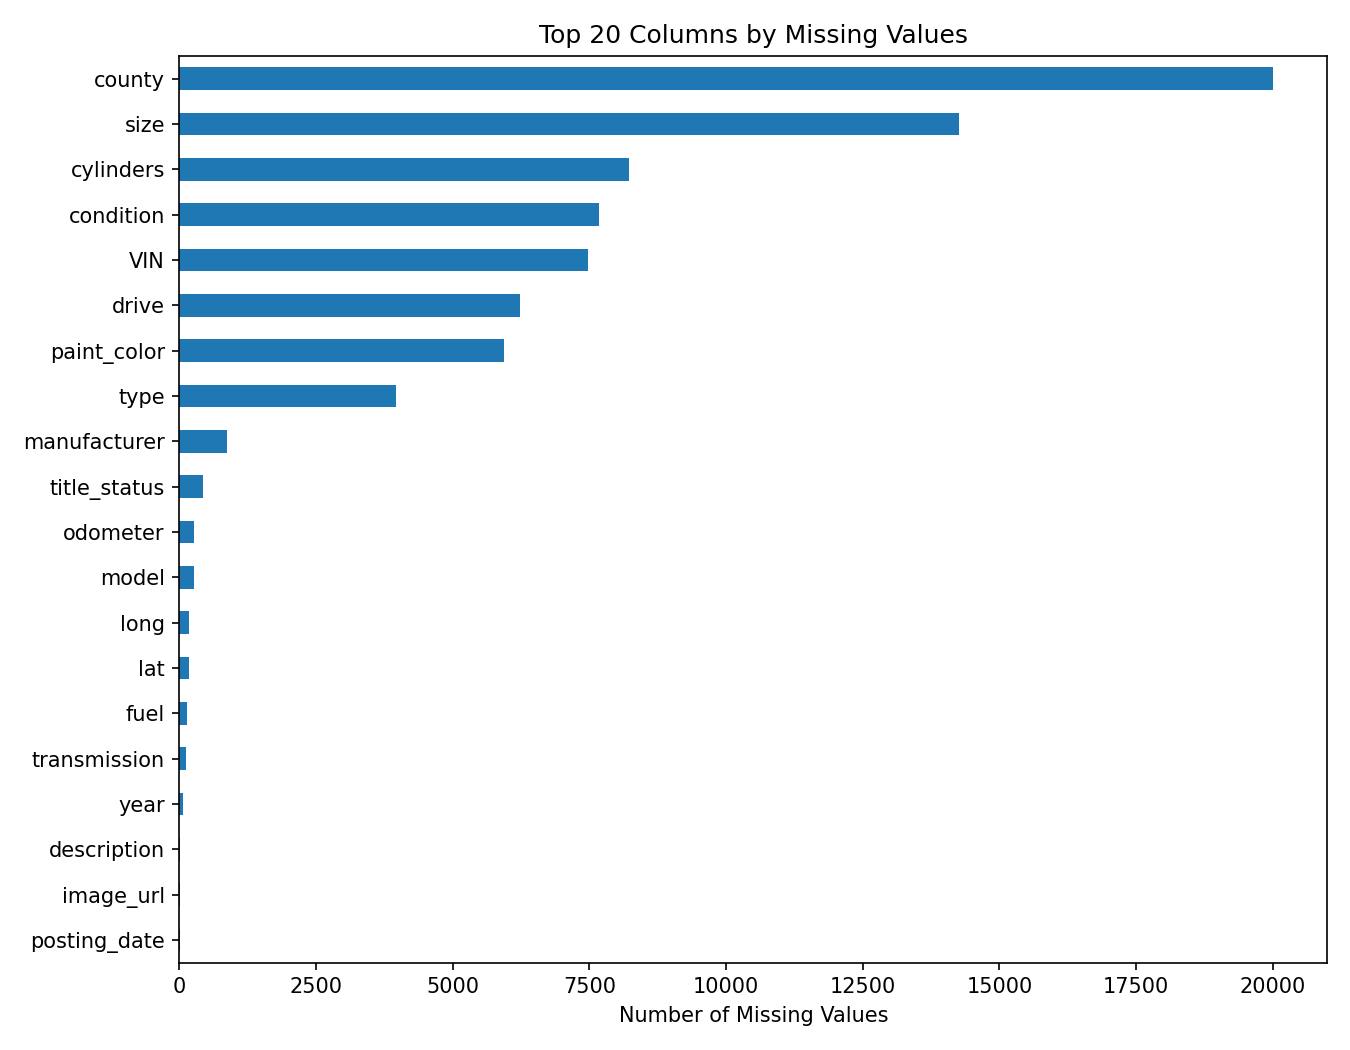 Top 20 Columns by Missing Values
county
size
cylinders
condition
VIN
drive
paint_color
type
manufacturer
title_status
odometer
model
long
lat
fuel
transmission
year
description
image_url
posting_date
0 2500 5000 7500 10000 12500 15000 17500 20000
Number of Missing Values